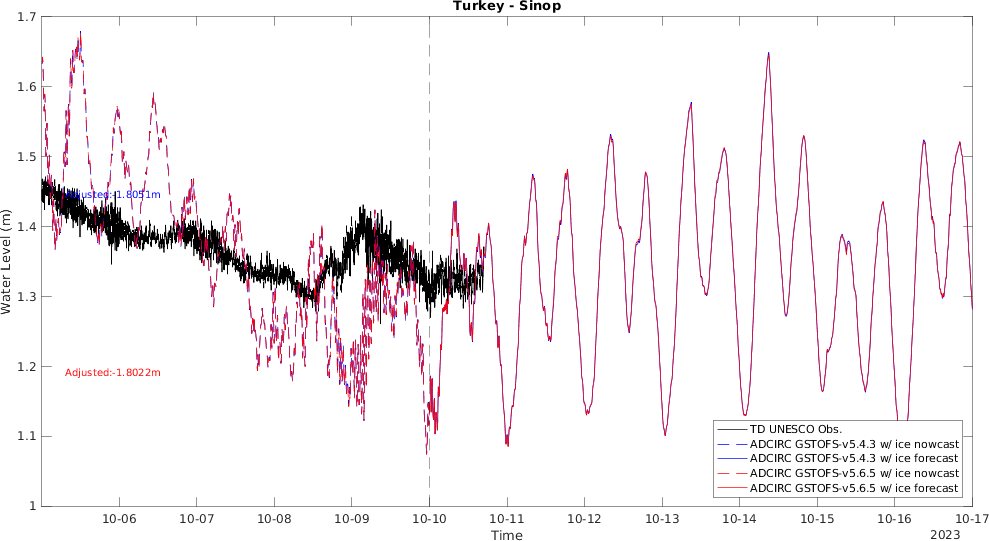 Turkey - Sinop
1.7
1.6
1.5
1.4
1.3
1.2
1.1
1
Water Level (m)
Adjusted:-1.8051m
Adjusted:-1.8022m
TD UNESCO Obs.
ADCIRC GSTOFS-v5.4.3 w/ ice nowcast
ADCIRC GSTOFS-v5.4.3 w/ ice forecast
ADCIRC GSTOFS-v5.6.5 w/ ice nowcast
ADCIRC GSTOFS-v5.6.5 w/ ice forecast
10-06 10-07 10-08 10-09 10-10 10-11 10-12 10-13 10-14 10-15 10-16 10-17
Time
2023